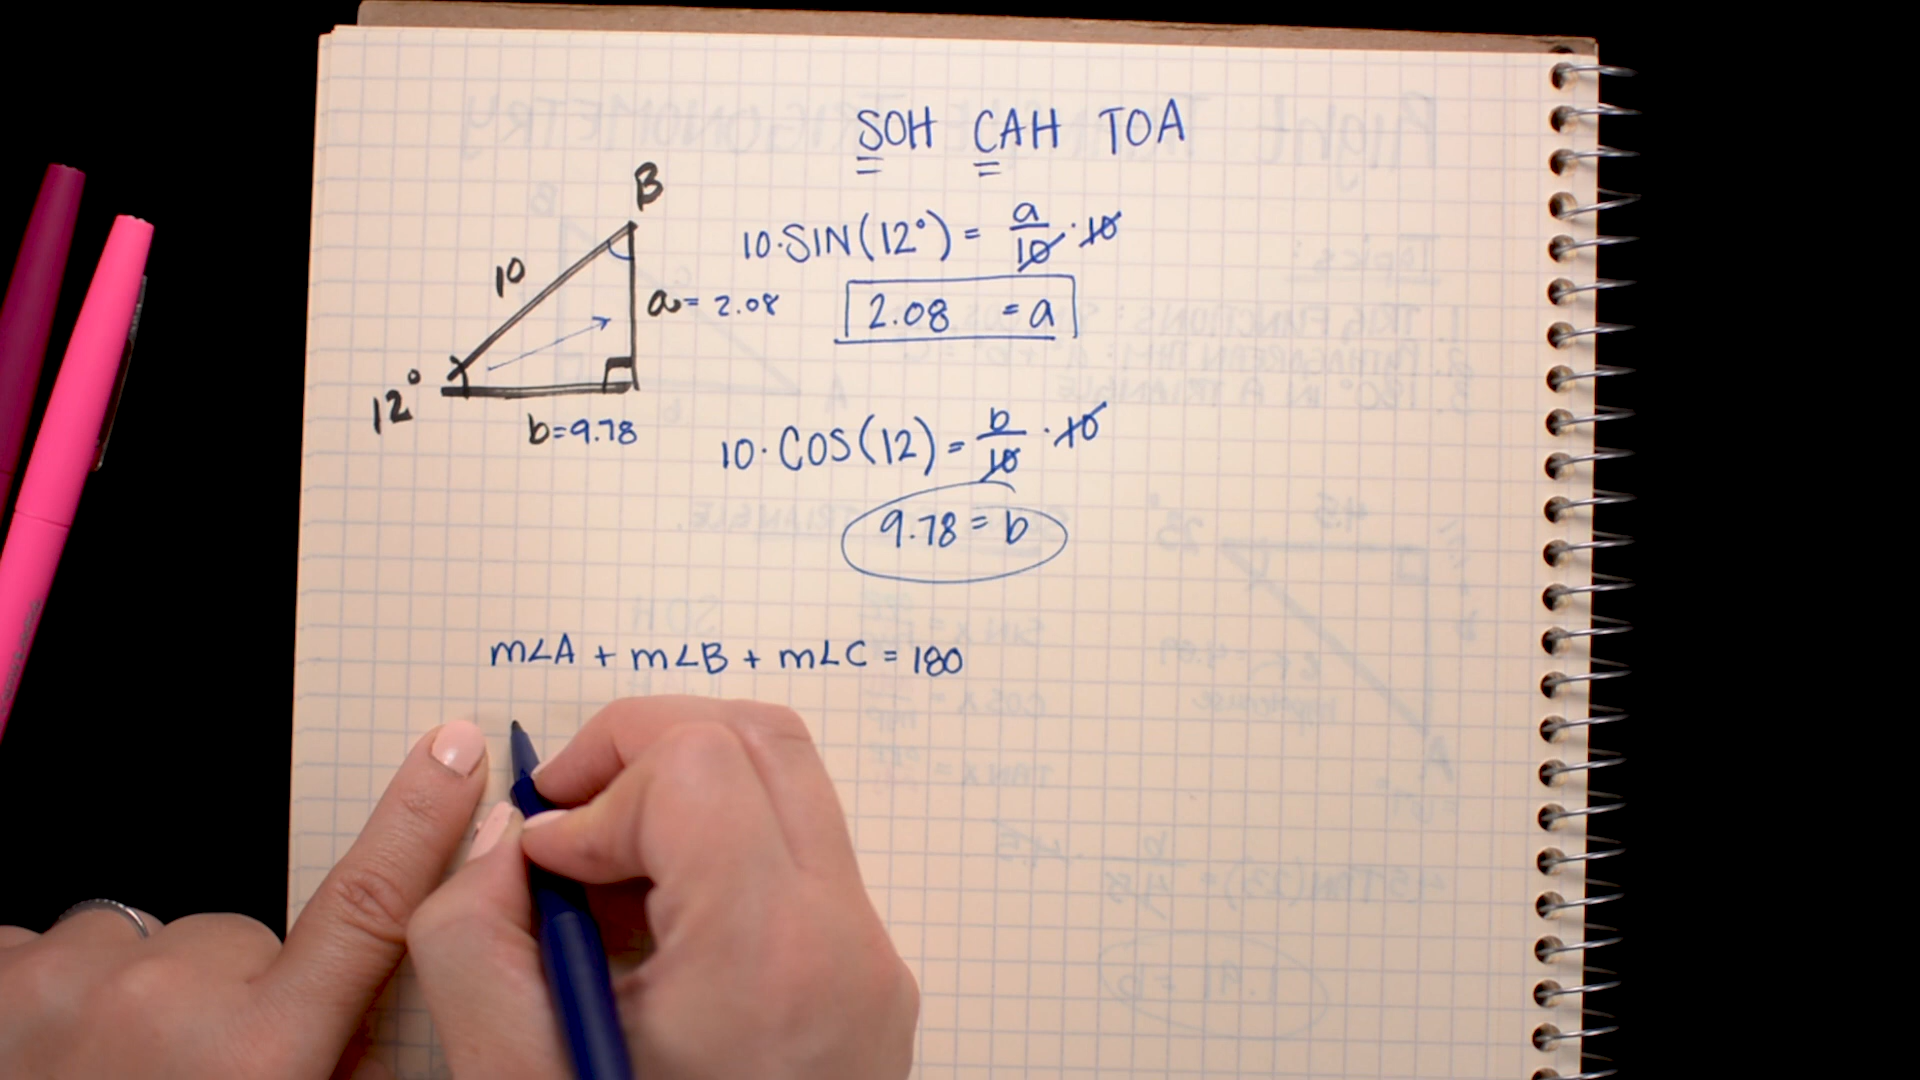 SOH CAH TOA
B
10·SIN(12°) = a/10 · 10
10
a = 2.08
2.08 = a
12°
b=9.78
10·COS(12) = b/10 · 10
9.78 = b
m∠A + m∠B + m∠C = 180